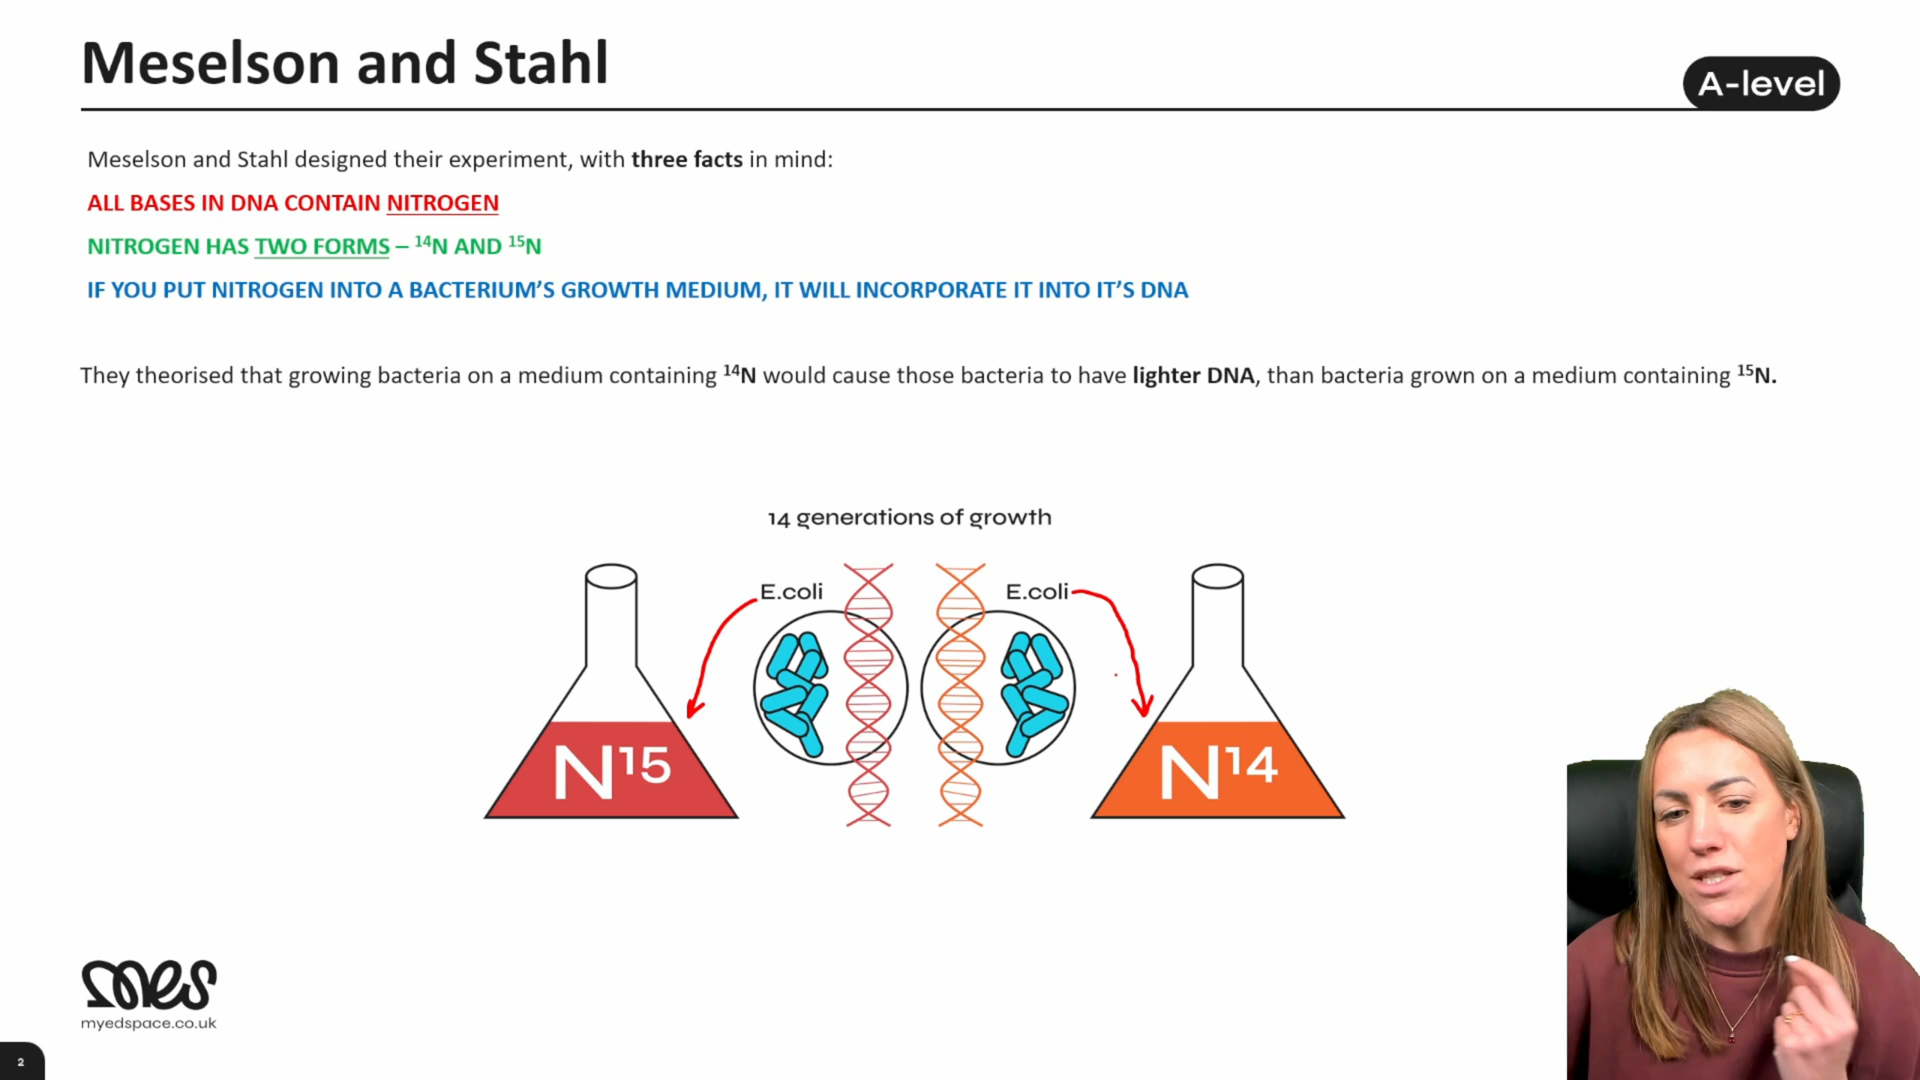 Meselson and Stahl
A-level
Meselson and Stahl designed their experiment, with three facts in mind:
ALL BASES IN DNA CONTAIN NITROGEN
NITROGEN HAS TWO FORMS – ¹⁴N AND ¹⁵N
IF YOU PUT NITROGEN INTO A BACTERIUM’S GROWTH MEDIUM, IT WILL INCORPORATE IT INTO IT’S DNA
They theorised that growing bacteria on a medium containing ¹⁴N would cause those bacteria to have lighter DNA, than bacteria grown on a medium containing ¹⁵N.
14 generations of growth
E.coli
E.coli
N¹⁵
N¹⁴
mes
myedspace.co.uk
2